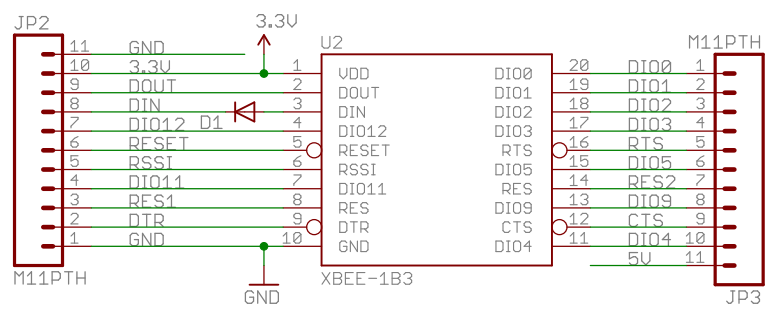 JP2
3.3V
U2
M11PTH
11 GND
10 3.3V 1 VDD DIO0 20 DIO0 1
9 DOUT 2 DOUT DIO1 19 DIO1 2
8 DIN D1 3 DIN DIO2 18 DIO2 3
7 DIO12 4 DIO12 DIO3 17 DIO3 4
6 RESET 5 RESET RTS 16 RTS 5
5 RSSI 6 RSSI DIO5 15 DIO5 6
4 DIO11 7 DIO11 RES 14 RES2 7
3 RES1 8 RES DIO9 13 DIO9 8
2 DTR 9 DTR CTS 12 CTS 9
1 GND 10 GND DIO4 11 DIO4 10
5V 11
M11PTH
XBEE-1B3
GND
JP3